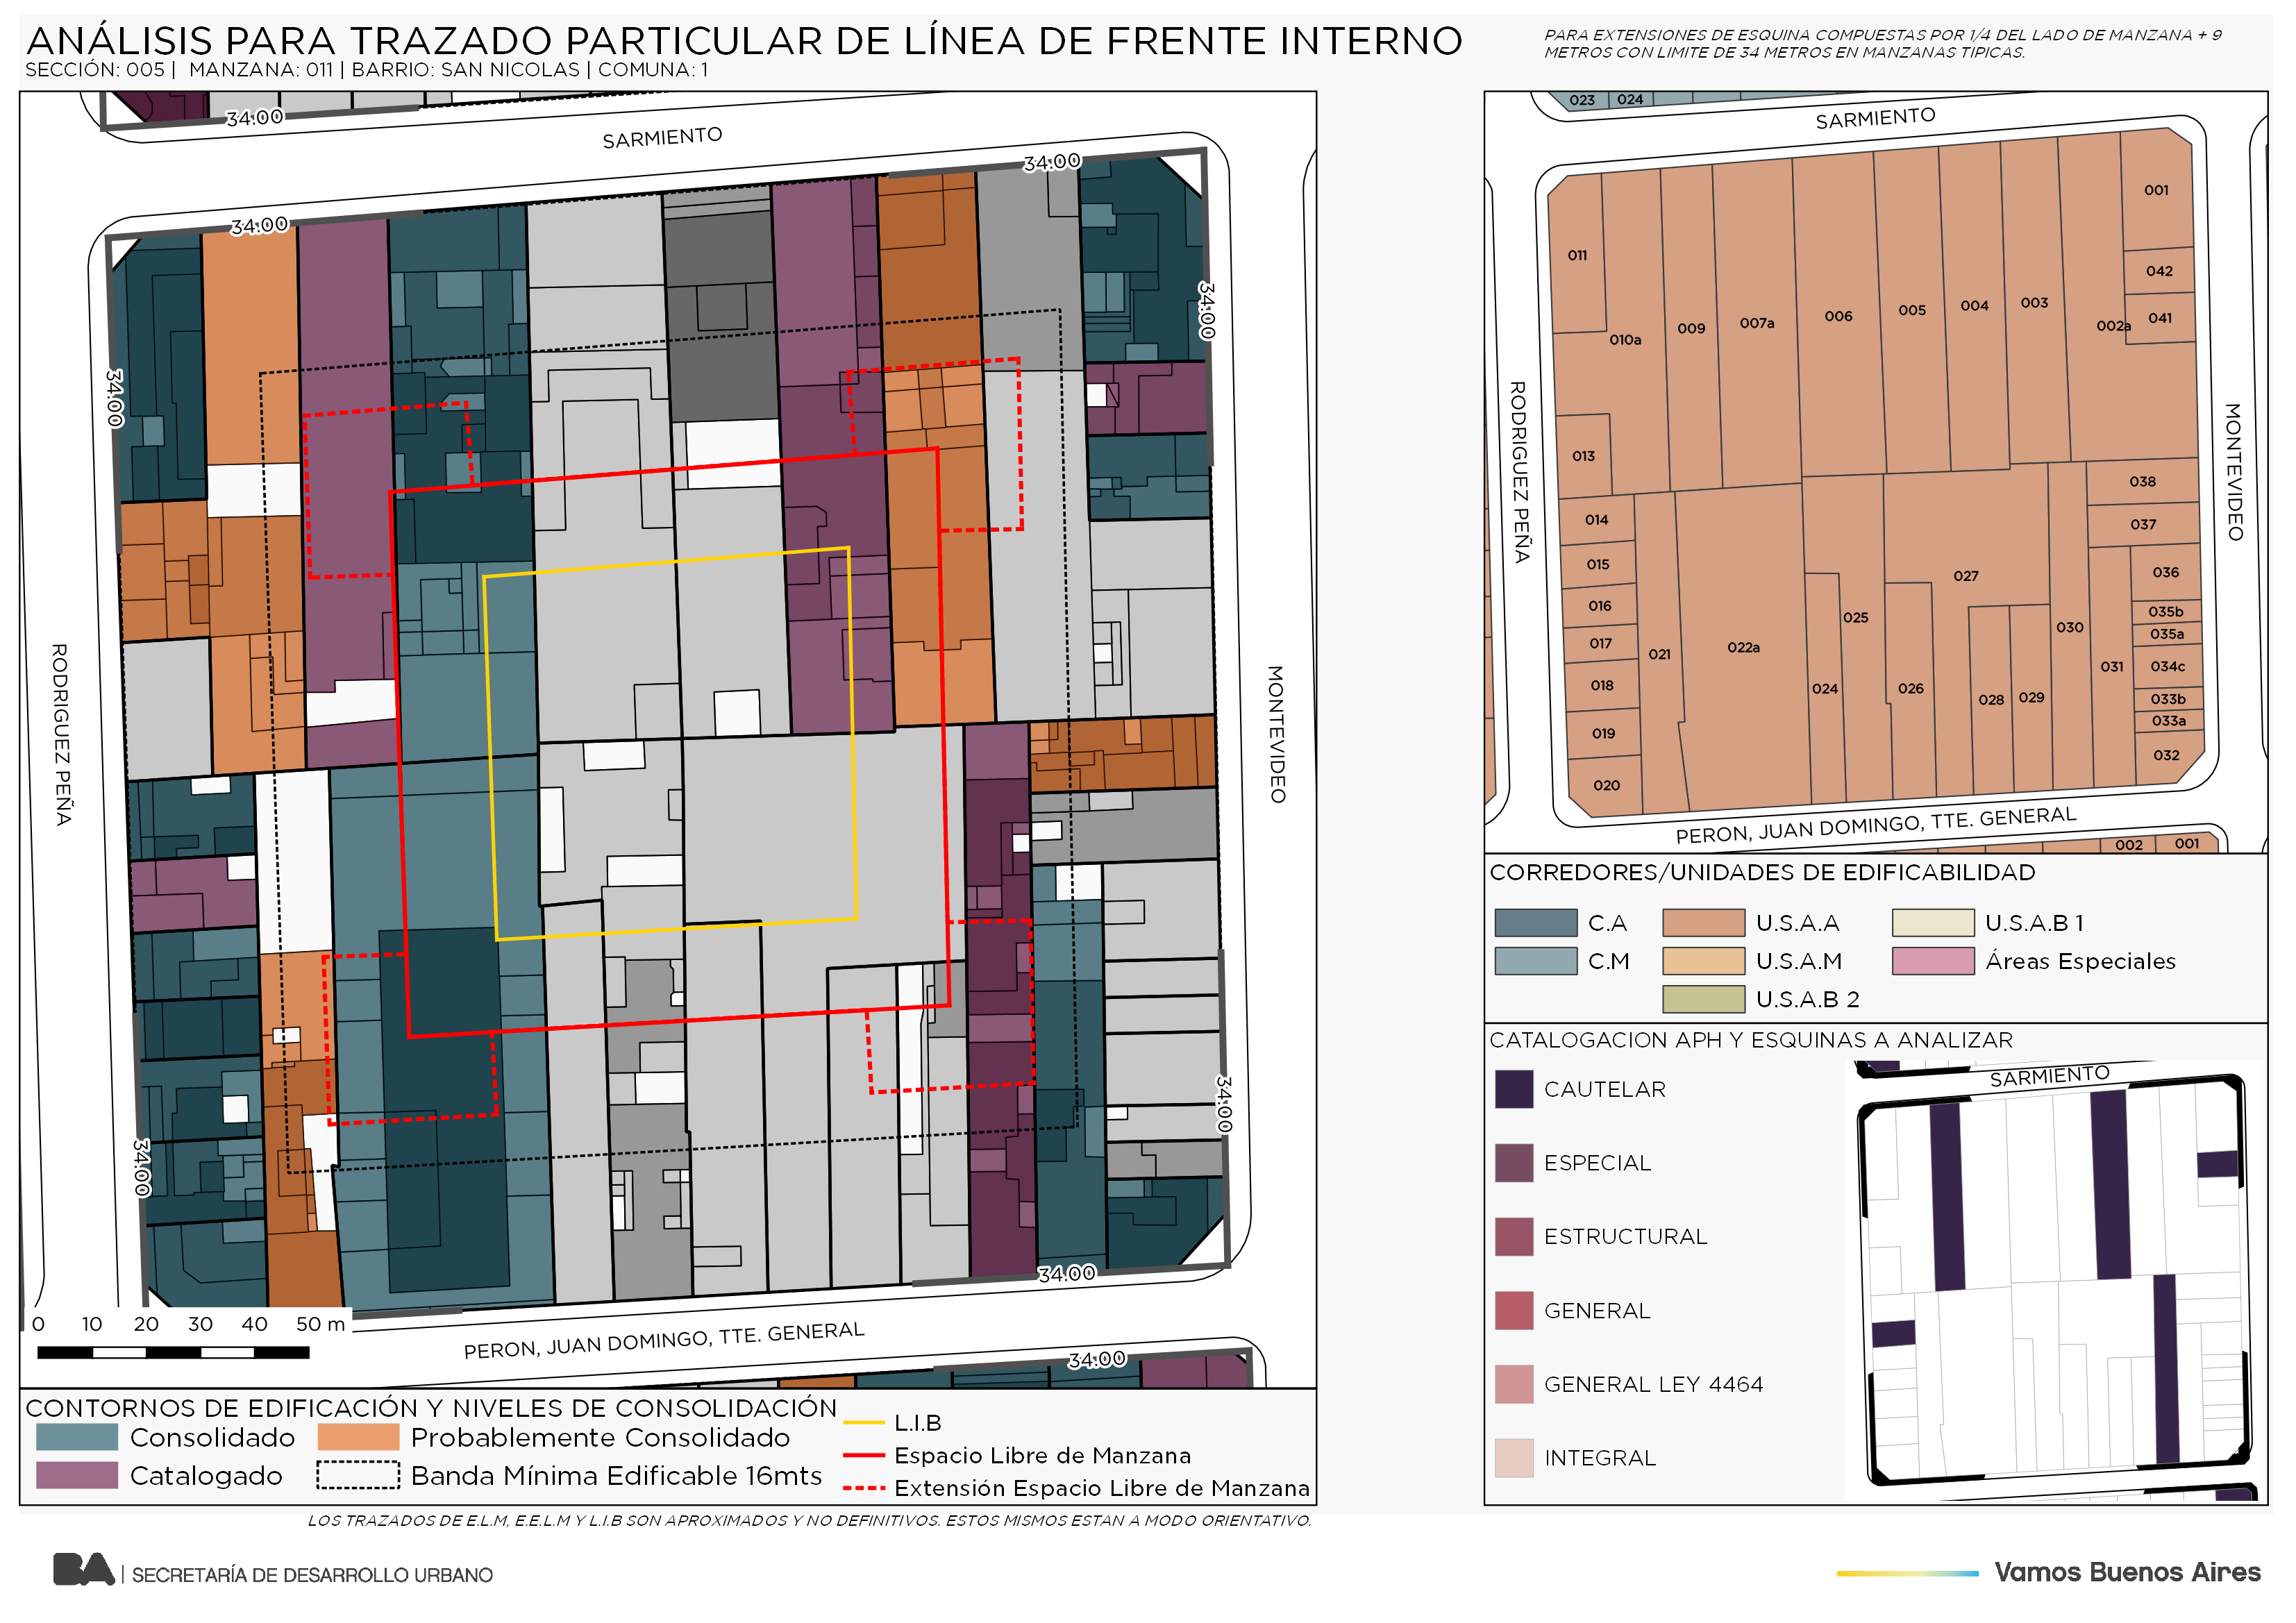 ANÁLISIS PARA TRAZADO PARTICULAR DE LÍNEA DE FRENTE INTERNO
SECCIÓN: 005 | MANZANA: 011 | BARRIO: SAN NICOLAS | COMUNA: 1
PARA EXTENSIONES DE ESQUINA COMPUESTAS POR 1/4 DEL LADO DE MANZANA + 9
METROS CON LIMITE DE 34 METROS EN MANZANAS TIPICAS.
34.00
SARMIENTO
34.00
34.00
34.00
34.00
RODRIGUEZ PEÑA
MONTEVIDEO
34.00
34.00
34.00
0 10 20 30 40 50 m
PERON, JUAN DOMINGO, TTE. GENERAL
34.00
CONTORNOS DE EDIFICACIÓN Y NIVELES DE CONSOLIDACIÓN
Consolidado
Probablemente Consolidado
Catalogado
Banda Mínima Edificable 16mts
L.I.B
Espacio Libre de Manzana
Extensión Espacio Libre de Manzana
LOS TRAZADOS DE E.L.M, E.E.L.M Y L.I.B SON APROXIMADOS Y NO DEFINITIVOS. ESTOS MISMOS ESTAN A MODO ORIENTATIVO.
023 024
SARMIENTO
001
011
042
010a
009
007a
006
005
004
003
002a
041
RODRIGUEZ PEÑA
MONTEVIDEO
013
038
014
037
015
027
036
016
025
035b
017
021
022a
030
035a
018
024
026
028
029
031
034c
033b
019
033a
020
032
PERON, JUAN DOMINGO, TTE. GENERAL
002 001
CORREDORES/UNIDADES DE EDIFICABILIDAD
C.A
U.S.A.A
U.S.A.B 1
C.M
U.S.A.M
Áreas Especiales
U.S.A.B 2
CATALOGACION APH Y ESQUINAS A ANALIZAR
SARMIENTO
CAUTELAR
ESPECIAL
ESTRUCTURAL
GENERAL
GENERAL LEY 4464
INTEGRAL
BA | SECRETARÍA DE DESARROLLO URBANO
Vamos Buenos Aires